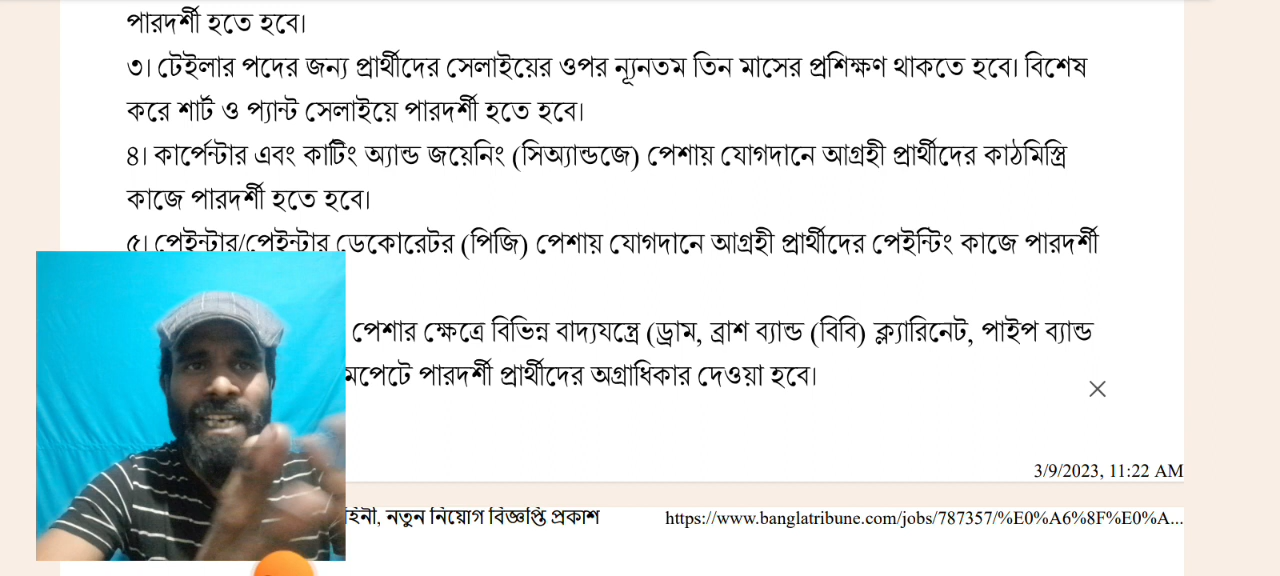 পারদর্শী হতে হবে।
৩। টেইলার পদের জন্য প্রার্থীদের সেলাইয়ের ওপর ন্যূনতম তিন মাসের প্রশিক্ষণ থাকতে হবে। বিশেষ
করে শার্ট ও প্যান্ট সেলাইয়ে পারদর্শী হতে হবে।
৪। কার্পেন্টার এবং কাটিং অ্যান্ড জয়েনিং (সিঅ্যান্ডজে) পেশায় যোগদানে আগ্রহী প্রার্থীদের কাঠমিস্ত্রি
কাজে পারদর্শী হতে হবে।
৫। পেইন্টার/পেইন্টার ডেকোরেটর (পিজি) পেশায় যোগদানে আগ্রহী প্রার্থীদের পেইন্টিং কাজে পারদর্শী
পেশার ক্ষেত্রে বিভিন্ন বাদ্যযন্ত্রে (ড্রাম, ব্রাশ ব্যান্ড (বিবি) ক্ল্যারিনেট, পাইপ ব্যান্ড
মপেটে পারদর্শী প্রার্থীদের অগ্রাধিকার দেওয়া হবে।
3/9/2023, 11:22 AM
হিনী, নতুন নিয়োগ বিজ্ঞপ্তি প্রকাশ https://www.banglatribune.com/jobs/787357/%E0%A6%8F%E0%A...